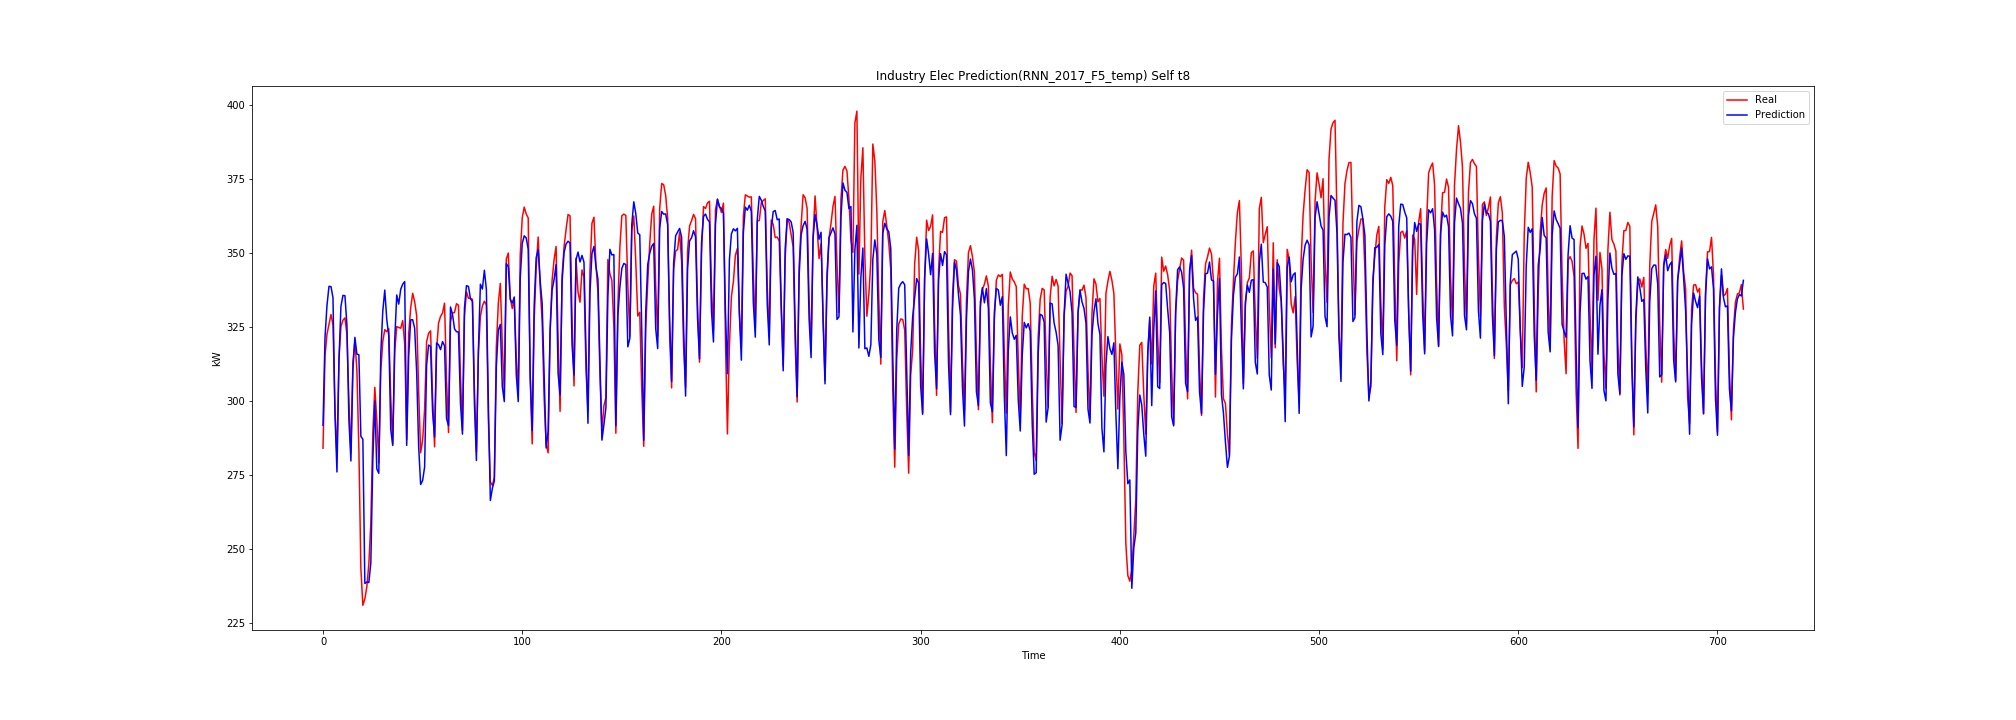 Industry Elec Prediction(RNN_2017_F5_temp) Self t8
Real
Prediction
400
375
350
325
300
275
250
225
kW
0 100 200 300 400 500 600 700
Time